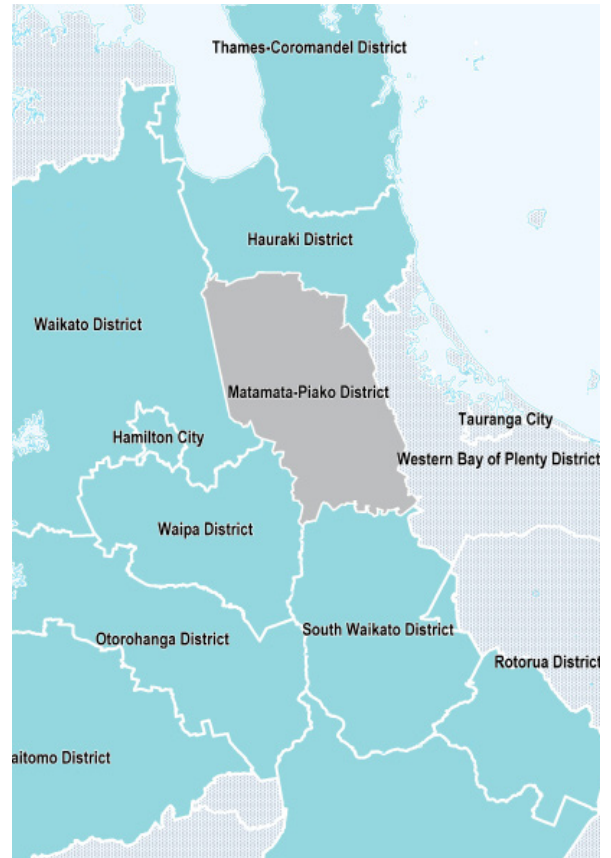 Thames-Coromandel District
Hauraki District
Waikato District
Matamata-Piako District
Tauranga City
Hamilton City
Western Bay of Plenty District
Waipa District
South Waikato District
Otorohanga District
Rotorua District
aitomo District